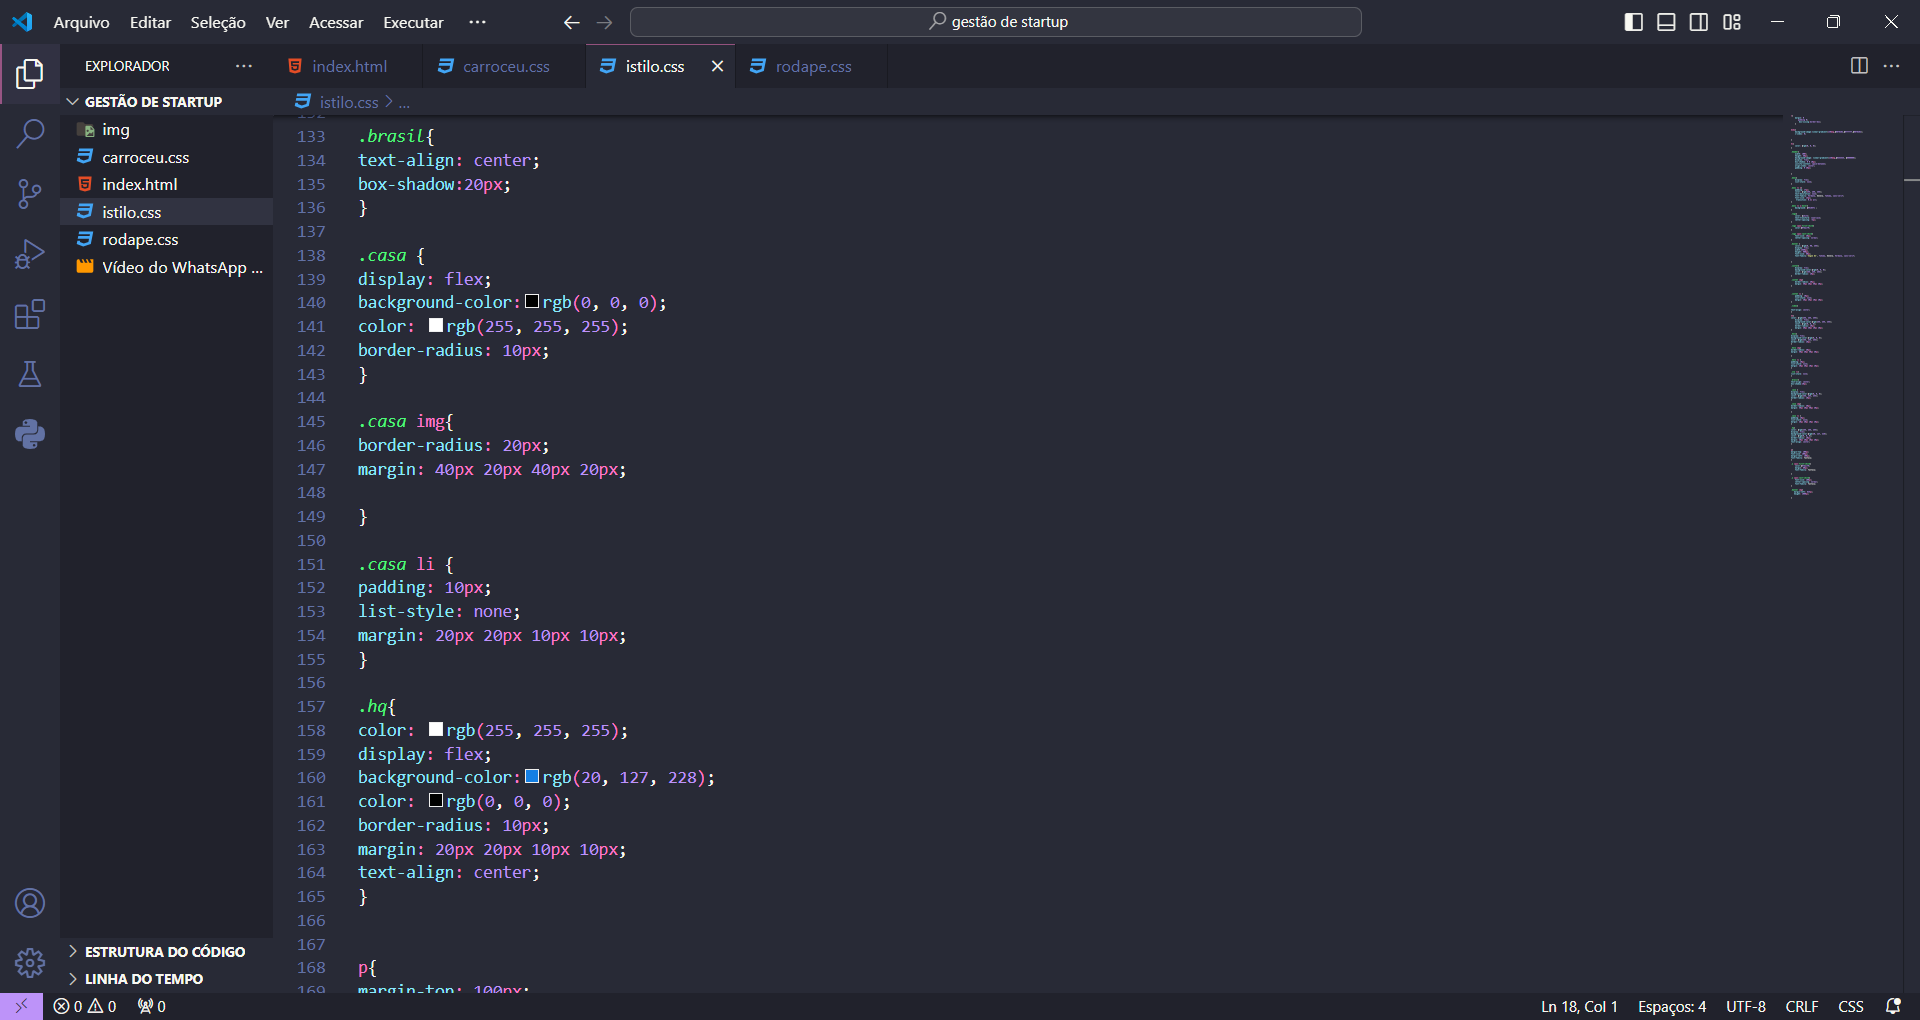 Arquivo Editar Seleção Ver Acessar Executar ···
gestão de startup
EXPLORADOR ···
index.html carroceu.css istilo.css rodape.css
GESTÃO DE STARTUP
istilo.css > ...
img
carroceu.css
index.html
istilo.css
rodape.css
Vídeo do WhatsApp ...
132
133 .brasil{
134 text-align: center;
135 box-shadow:20px;
136 }
137
138 .casa {
139 display: flex;
140 background-color: rgb(0, 0, 0);
141 color: rgb(255, 255, 255);
142 border-radius: 10px;
143 }
144
145 .casa img{
146 border-radius: 20px;
147 margin: 40px 20px 40px 20px;
148
149 }
150
151 .casa li {
152 padding: 10px;
153 list-style: none;
154 margin: 20px 20px 10px 10px;
155 }
156
157 .hq{
158 color: rgb(255, 255, 255);
159 display: flex;
160 background-color: rgb(20, 127, 228);
161 color: rgb(0, 0, 0);
162 border-radius: 10px;
163 margin: 20px 20px 10px 10px;
164 text-align: center;
165 }
166
167
168 p{
169 margin-top: 100px;
ESTRUTURA DO CÓDIGO
LINHA DO TEMPO
0 0 0
Ln 18, Col 1 Espaços: 4 UTF-8 CRLF CSS